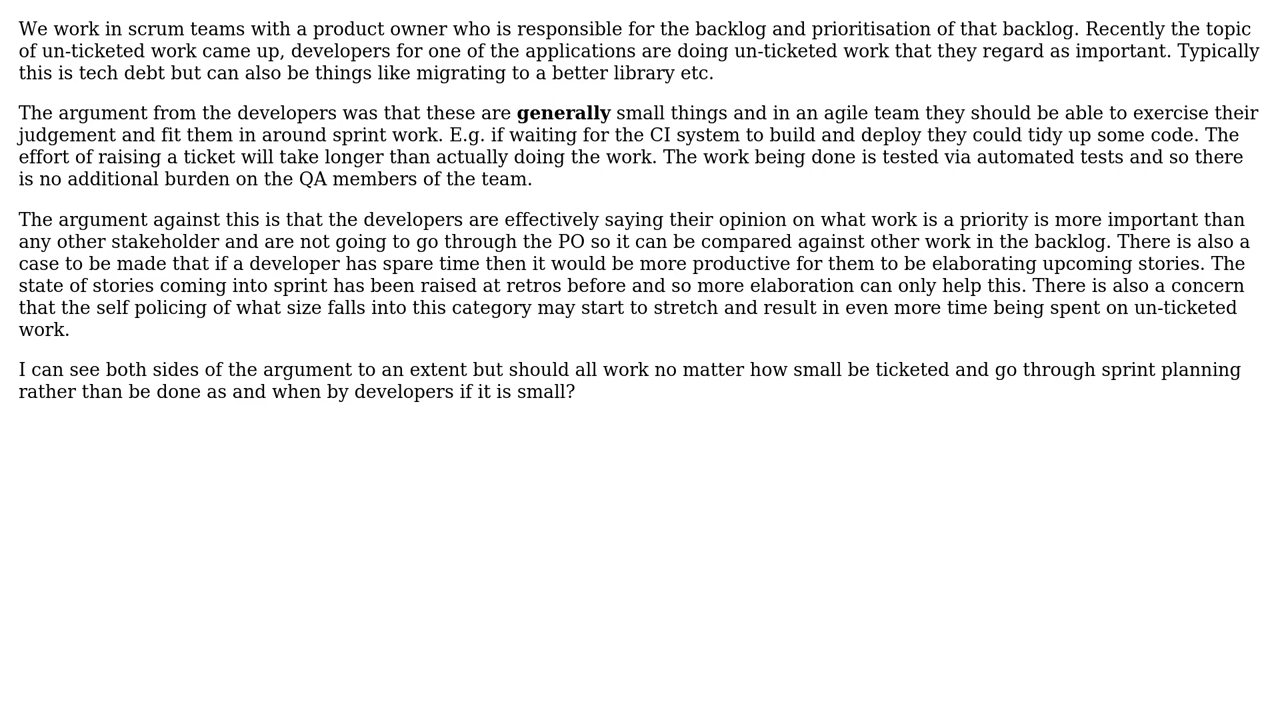 We work in scrum teams with a product owner who is responsible for the backlog and prioritisation of that backlog. Recently the topic
of un-ticketed work came up, developers for one of the applications are doing un-ticketed work that they regard as important. Typically
this is tech debt but can also be things like migrating to a better library etc.
The argument from the developers was that these are generally small things and in an agile team they should be able to exercise their
judgement and fit them in around sprint work. E.g. if waiting for the CI system to build and deploy they could tidy up some code. The
effort of raising a ticket will take longer than actually doing the work. The work being done is tested via automated tests and so there
is no additional burden on the QA members of the team.
The argument against this is that the developers are effectively saying their opinion on what work is a priority is more important than
any other stakeholder and are not going to go through the PO so it can be compared against other work in the backlog. There is also a
case to be made that if a developer has spare time then it would be more productive for them to be elaborating upcoming stories. The
state of stories coming into sprint has been raised at retros before and so more elaboration can only help this. There is also a concern
that the self policing of what size falls into this category may start to stretch and result in even more time being spent on un-ticketed
work.
I can see both sides of the argument to an extent but should all work no matter how small be ticketed and go through sprint planning
rather than be done as and when by developers if it is small?